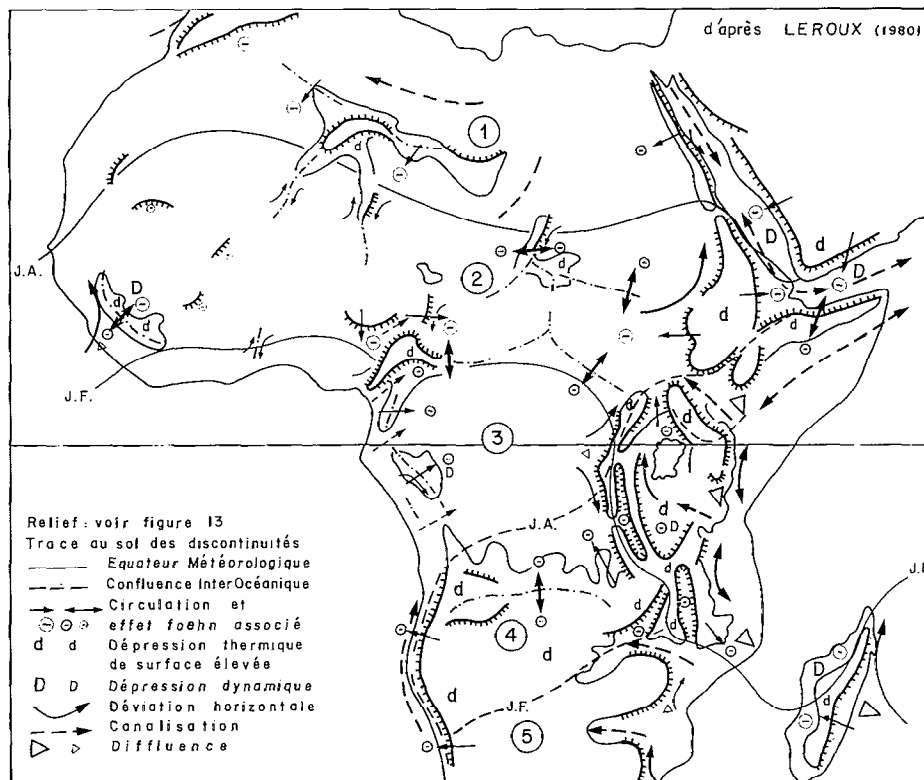 d'après LEROUX (1980)
1
2
3
4
5
J.A.
J.F.
J.A.
J.F.
D
d
d
d
d
D
d
D
d
d
d
d
D
d
d
D
d
d
d
d
d
d
d
D
d
Relief : voir figure 13
Trace au sol des discontinuités
Equateur Météorologique
Confluence InterOcéanique
Circulation et
effet foehn associé
d d Dépression thermique
de surface élevée
D D Dépression dynamique
Déviation horizontale
Canalisation
Diffluence